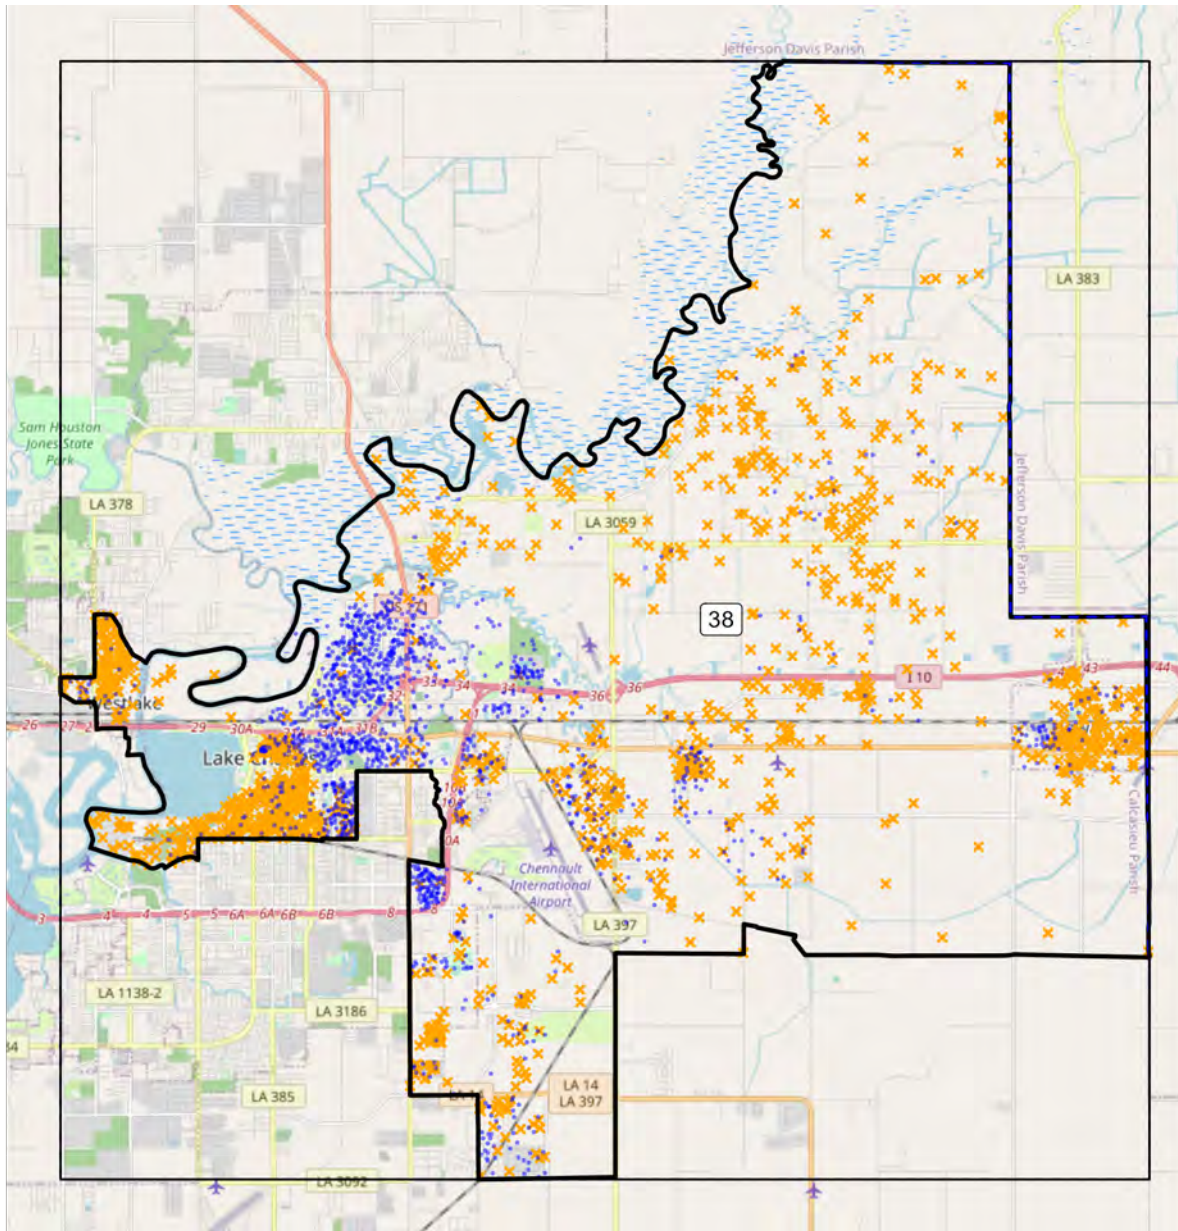 Jefferson Davis Parish
LA 383
Sam Houston
Jones State
Park
LA 378
LA 3059
Jefferson Davis Parish
38
I 10
43
44
33
34
34
36
36
32
31B
Westlake
26
27
29
30A
Lake
Chennault
International
Airport
Calcasieu Parish
3
4
4
5
5
6A
6A
6B
6B
8
8
LA 397
LA 1138-2
LA 3186
LA 385
LA 14
LA 14
LA 397
LA 3092